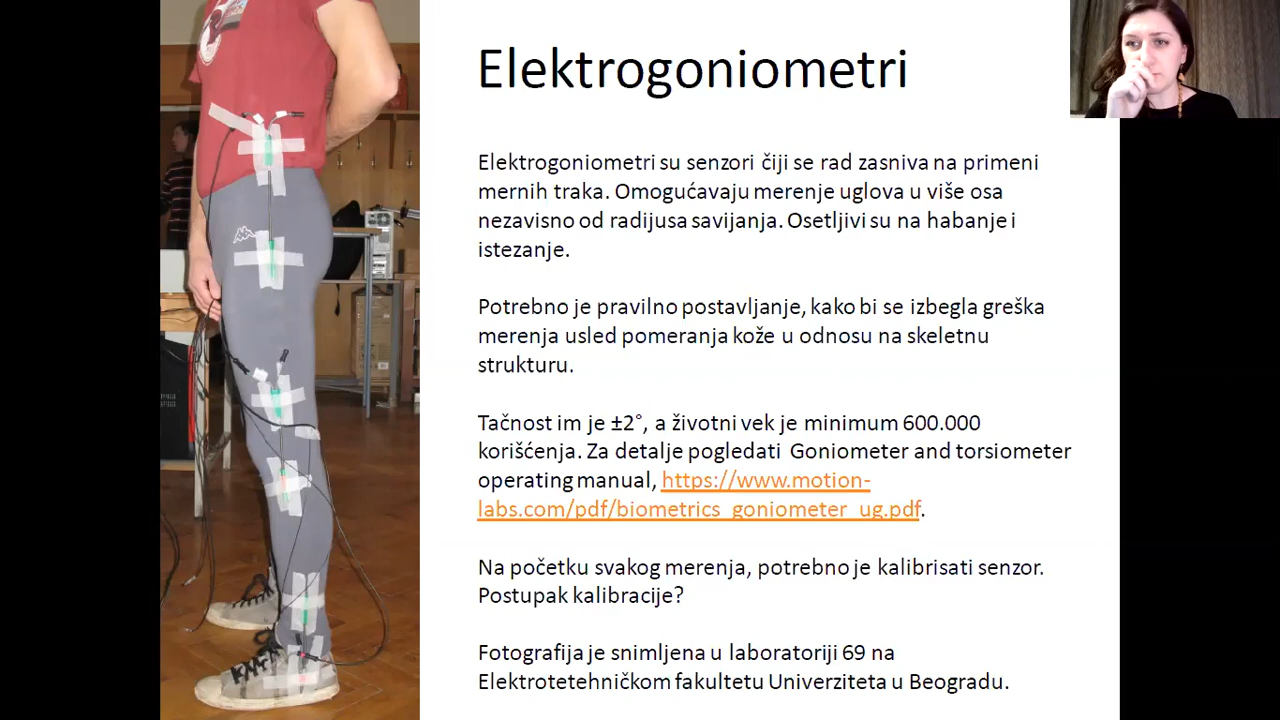 Elektrogoniometri
Elektrogoniometri su senzori čiji se rad zasniva na primeni
mernih traka. Omogućavaju merenje uglova u više osa
nezavisno od radijusa savijanja. Osetljivi su na habanje i
istezanje.
Potrebno je pravilno postavljanje, kako bi se izbegla greška
merenja usled pomeranja kože u odnosu na skeletnu
strukturu.
Tačnost im je ±2°, a životni vek je minimum 600.000
korišćenja. Za detalje pogledati Goniometer and torsiometer
operating manual, https://www.motion-
labs.com/pdf/biometrics_goniometer_ug.pdf.
Na početku svakog merenja, potrebno je kalibrisati senzor.
Postupak kalibracije?
Fotografija je snimljena u laboratoriji 69 na
Elektrotetehničkom fakultetu Univerziteta u Beogradu.